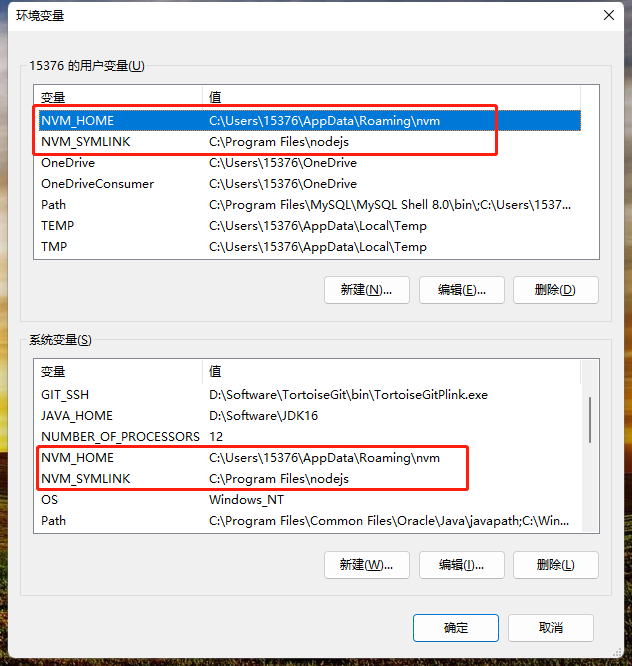 环境变量
15376 的用户变量(U)
变量 值
NVM_HOME C:\Users\15376\AppData\Roaming\nvm
NVM_SYMLINK C:\Program Files\nodejs
OneDrive C:\Users\15376\OneDrive
OneDriveConsumer C:\Users\15376\OneDrive
Path C:\Program Files\MySQL\MySQL Shell 8.0\bin\;C:\Users\1537...
TEMP C:\Users\15376\AppData\Local\Temp
TMP C:\Users\15376\AppData\Local\Temp
新建(N)... 编辑(E)... 删除(D)
系统变量(S)
变量 值
GIT_SSH D:\Software\TortoiseGit\bin\TortoiseGitPlink.exe
JAVA_HOME D:\Software\JDK16
NUMBER_OF_PROCESSORS 12
NVM_HOME C:\Users\15376\AppData\Roaming\nvm
NVM_SYMLINK C:\Program Files\nodejs
OS Windows_NT
Path C:\Program Files\Common Files\Oracle\Java\javapath;C:\Win...
新建(W)... 编辑(I)... 删除(L)
确定 取消